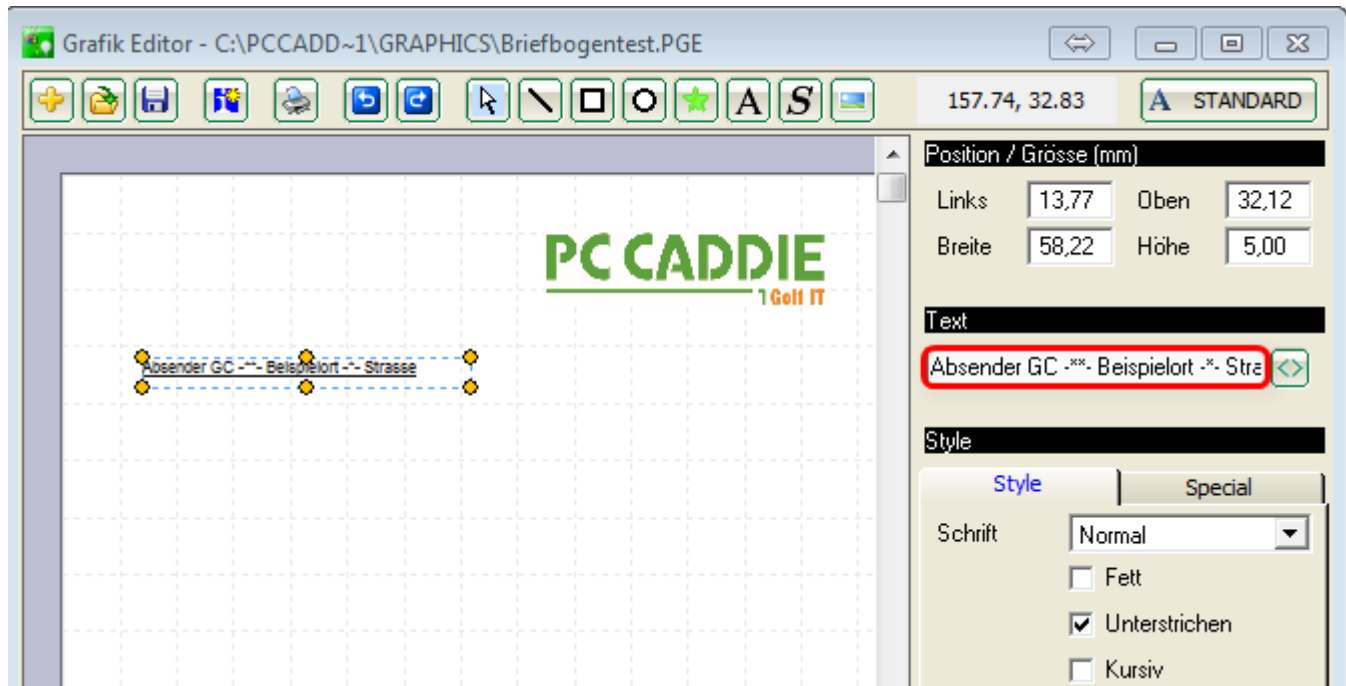 Grafik Editor - C:\PCCADD~1\GRAPHICS\Briefbogentest.PGE
A S 157.74, 32.83 A STANDARD
Position / Grösse (mm)
Links 13,77 Oben 32,12
Breite 58,22 Höhe 5,00
PC CADDIE
Golf IT
Text
Absender GC -**- Beispielort -*- Strasse
Absender GC -**- Beispielort -*- Stra <>
Style
Style Special
Schrift Normal
Fett
Unterstrichen
Kursiv